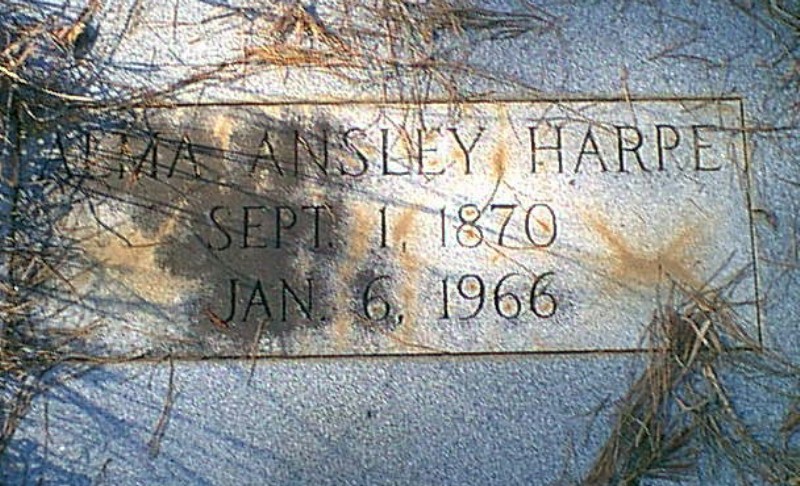 ALMA ANSLEY HARPE
SEPT. 1, 1870
JAN. 6, 1966